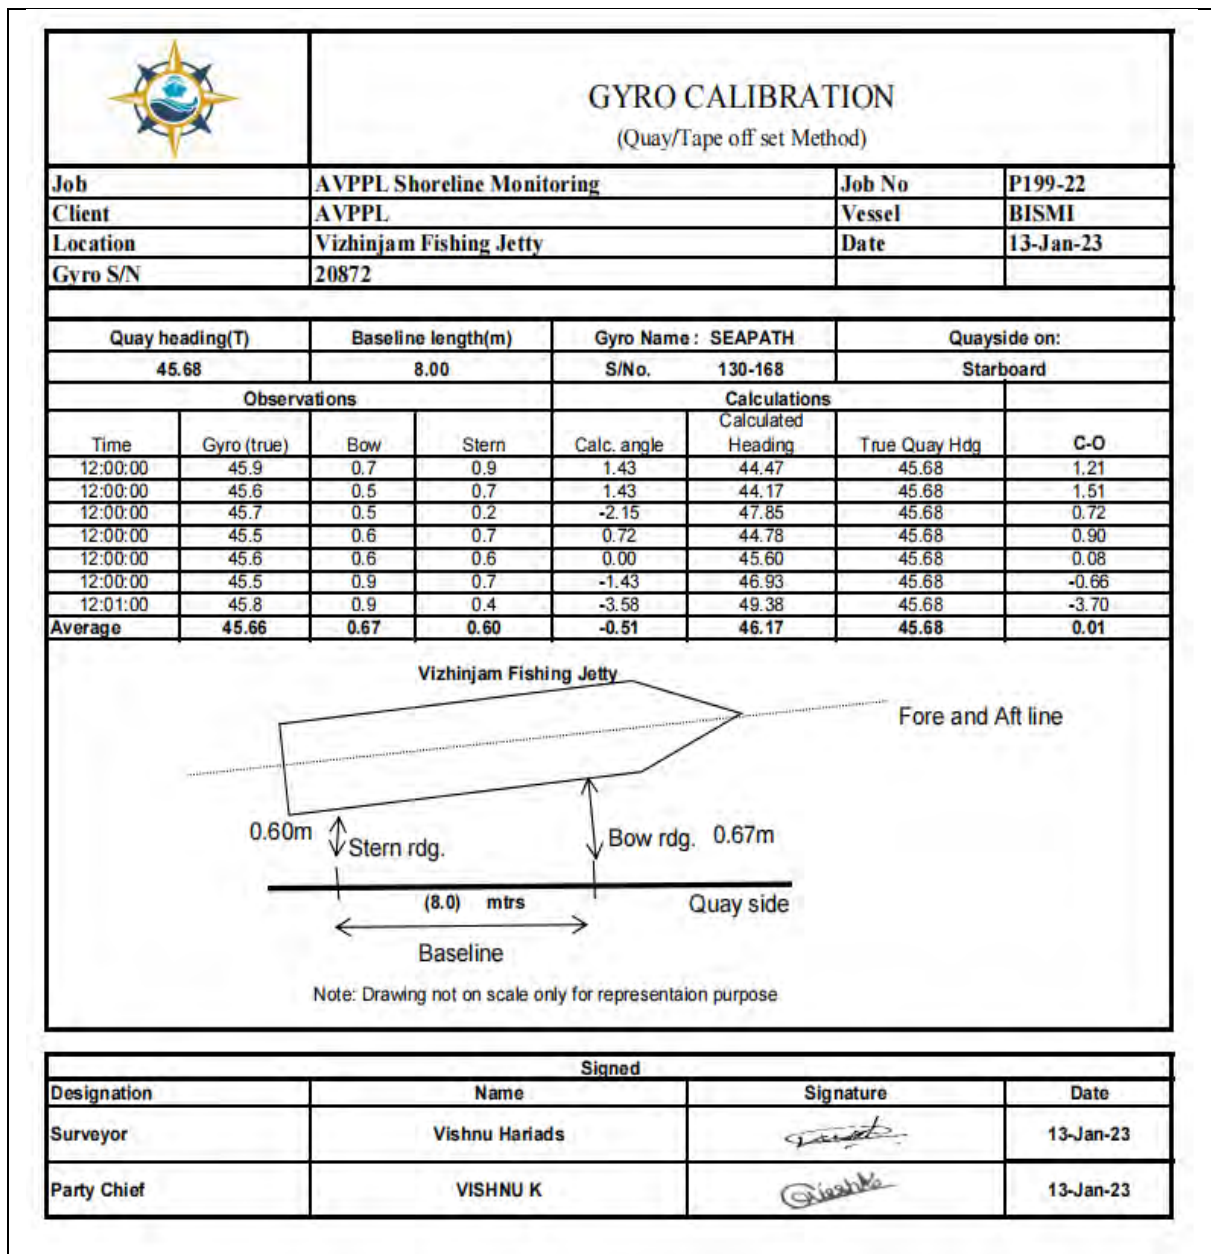 GYRO CALIBRATION
(Quay/Tape off set Method)
Job AVPPL Shoreline Monitoring Job No P199-22
Client AVPPL Vessel BISMI
Location Vizhinjam Fishing Jetty Date 13-Jan-23
Gyro S/N 20872
Quay heading(T) Baseline length(m) Gyro Name : SEAPATH Quayside on:
45.68 8.00 S/No. 130-168 Starboard
Observations Calculations
Time Gyro (true) Bow Stern Calc. angle Calculated Heading True Quay Hdg C-O
12:00:00 45.9 0.7 0.9 1.43 44.47 45.68 1.21
12:00:00 45.6 0.5 0.7 1.43 44.17 45.68 1.51
12:00:00 45.7 0.5 0.2 -2.15 47.85 45.68 0.72
12:00:00 45.5 0.6 0.7 0.72 44.78 45.68 0.90
12:00:00 45.6 0.6 0.6 0.00 45.60 45.68 0.08
12:00:00 45.5 0.9 0.7 -1.43 46.93 45.68 -0.66
12:01:00 45.8 0.9 0.4 -3.58 49.38 45.68 -3.70
Average 45.66 0.67 0.60 -0.51 46.17 45.68 0.01
Vizhinjam Fishing Jetty
Fore and Aft line
0.60m Stern rdg. Bow rdg. 0.67m
(8.0) mtrs Quay side
Baseline
Note: Drawing not on scale only for representaion purpose
Signed
Designation Name Signature Date
Surveyor Vishnu Hariads 13-Jan-23
Party Chief VISHNU K 13-Jan-23